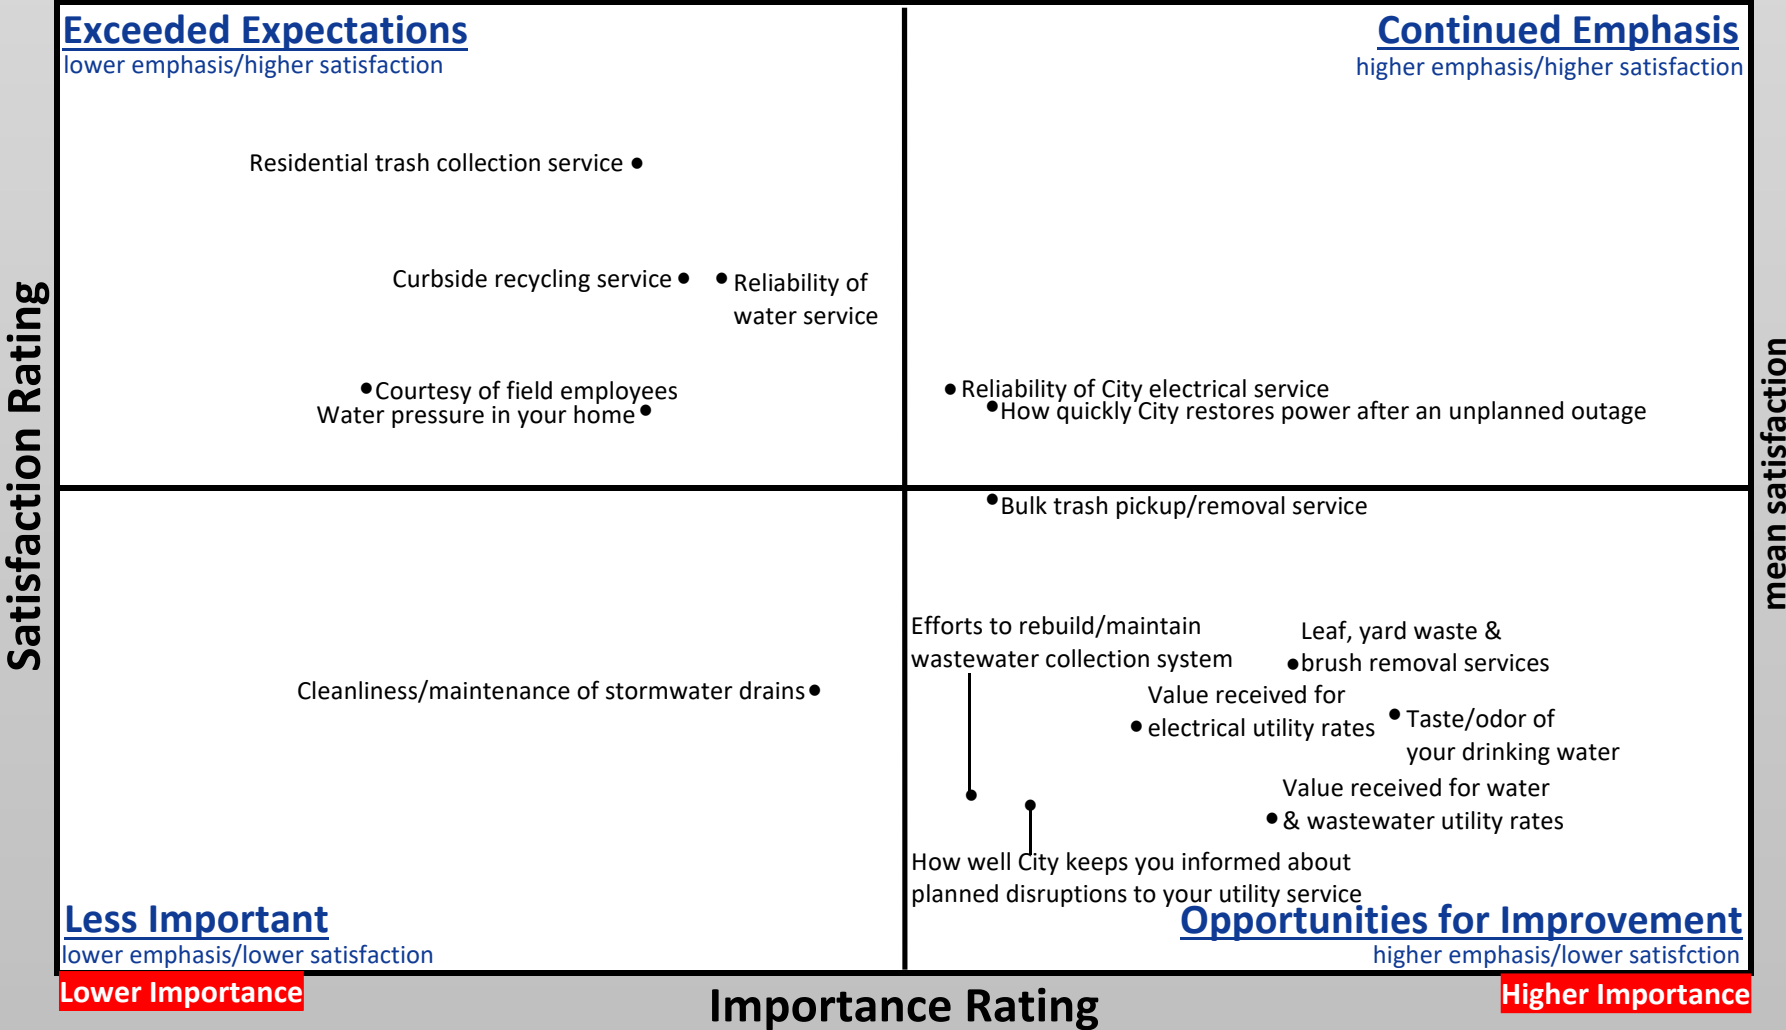 Exceeded Expectations
lower emphasis/higher satisfaction
Continued Emphasis
higher emphasis/higher satisfaction
Residential trash collection service
Curbside recycling service
Reliability of
water service
Courtesy of field employees
Water pressure in your home
Reliability of City electrical service
How quickly City restores power after an unplanned outage
Satisfaction Rating
mean satisfaction
Bulk trash pickup/removal service
Efforts to rebuild/maintain
wastewater collection system
Leaf, yard waste &
brush removal services
Cleanliness/maintenance of stormwater drains
Value received for
electrical utility rates
Taste/odor of
your drinking water
Value received for water
& wastewater utility rates
How well City keeps you informed about
planned disruptions to your utility service
Less Important
lower emphasis/lower satisfaction
Opportunities for Improvement
higher emphasis/lower satisfction
Lower Importance
Importance Rating
Higher Importance